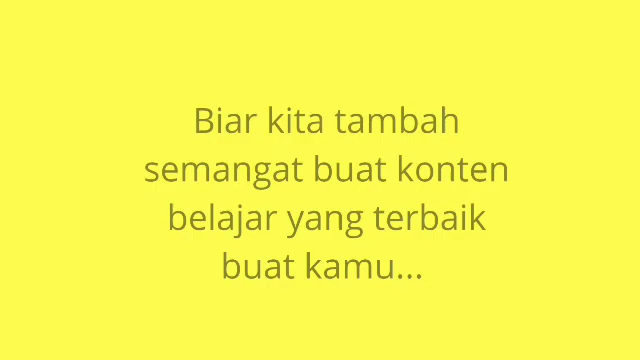 Biar kita tambah
semangat buat konten
belajar yang terbaik
buat kamu...